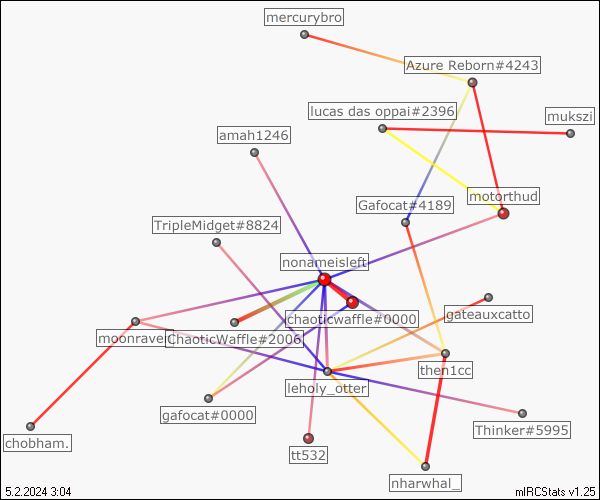 mercurybro
Azure Reborn#4243
lucas das oppai#2396
mukszi
amah1246
motorthud
Gafocat#4189
TripleMidget#8824
nonameisleft
chaoticwaffle#0000
gateauxcatto
ChaoticWaffle#2006
then1cc
leholy_otter
gafocat#0000
Thinker#5995
chobham.
tt532
nharwhal_
5.2.2024 3:04
mIRCStats v1.25